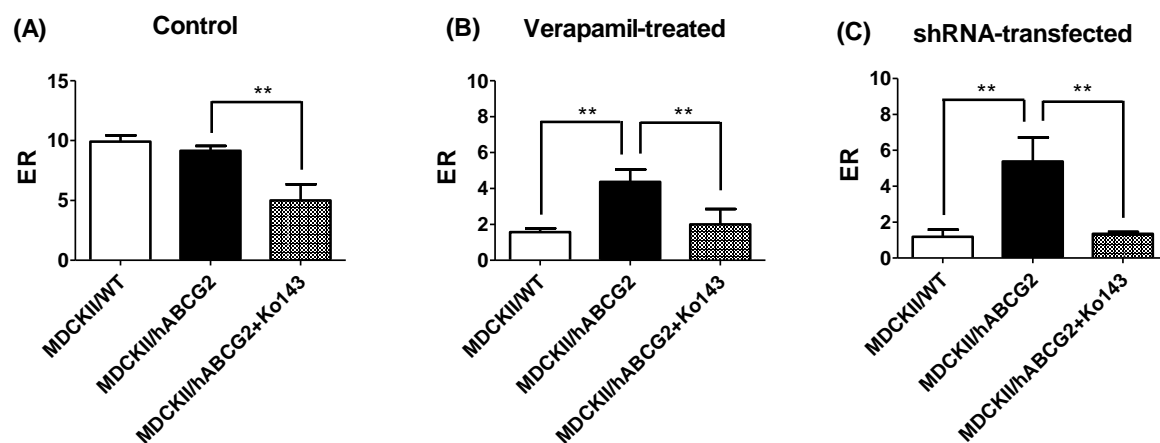 (A) Control
15
10
5
0
ER
**
MDCKII/WT
MDCKII/hABCG2
MDCKII/hABCG2+Ko143
(B) Verapamil-treated
10
8
6
4
2
0
ER
**
**
MDCKII/WT
MDCKII/hABCG2
MDCKII/hABCG2+Ko143
(C) shRNA-transfected
10
8
6
4
2
0
ER
**
**
MDCKII/WT
MDCKII/hABCG2
MDCKII/hABCG2+Ko143